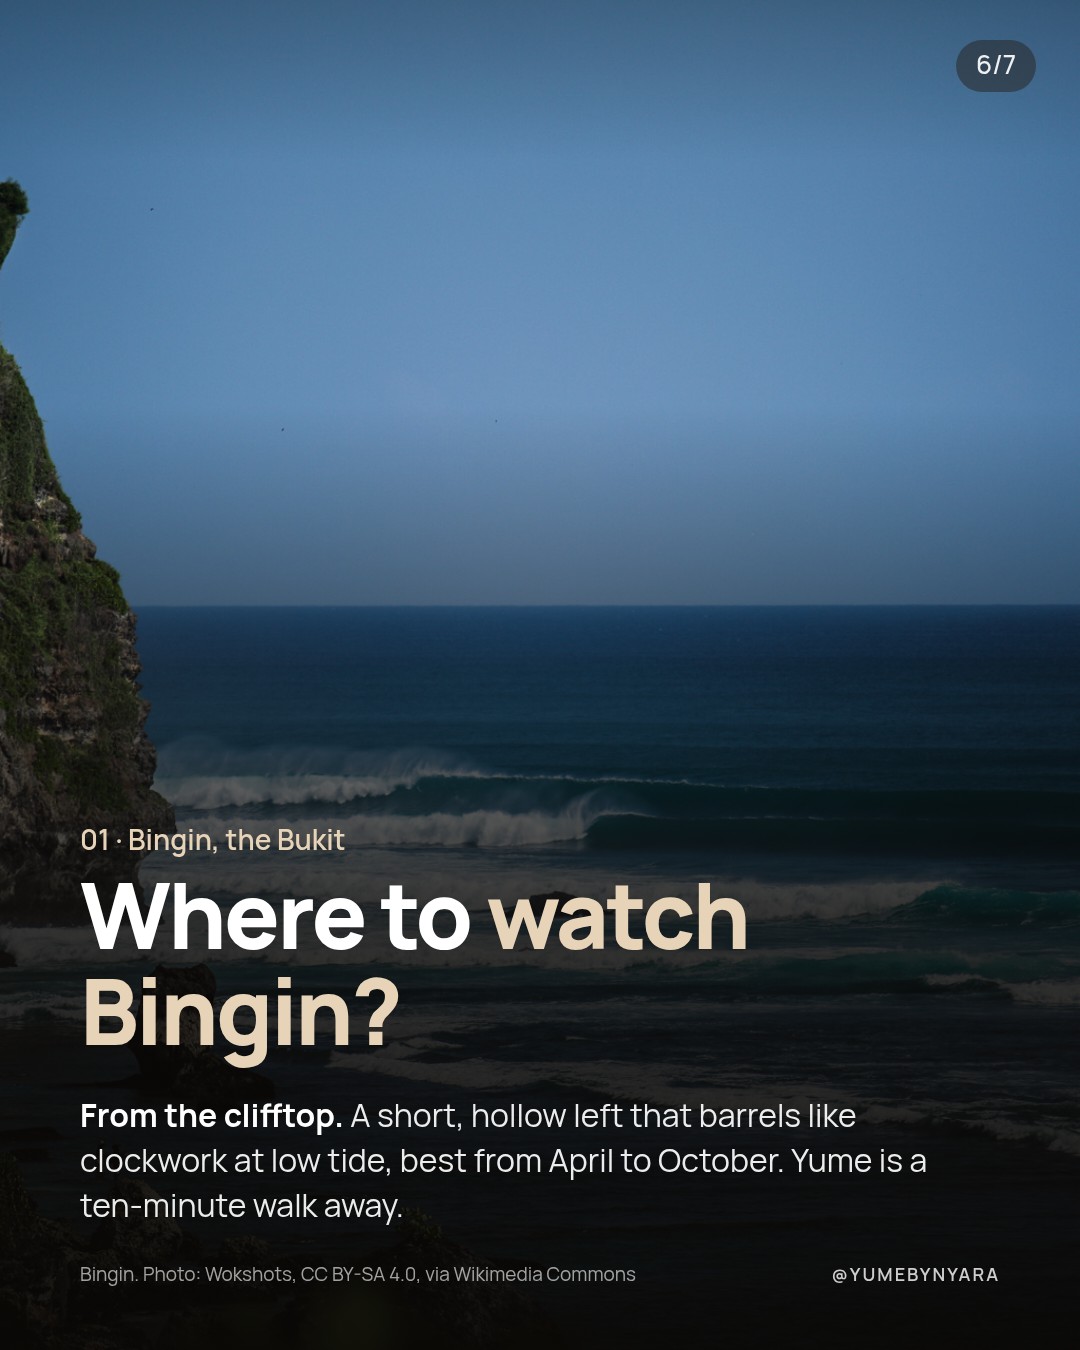 6/7
01 · Bingin, the Bukit
Where to watch
Bingin?
From the clifftop. A short, hollow left that barrels like
clockwork at low tide, best from April to October. Yume is a
ten-minute walk away.
Bingin. Photo: Wokshots, CC BY-SA 4.0, via Wikimedia Commons
@YUMEBYNYARA